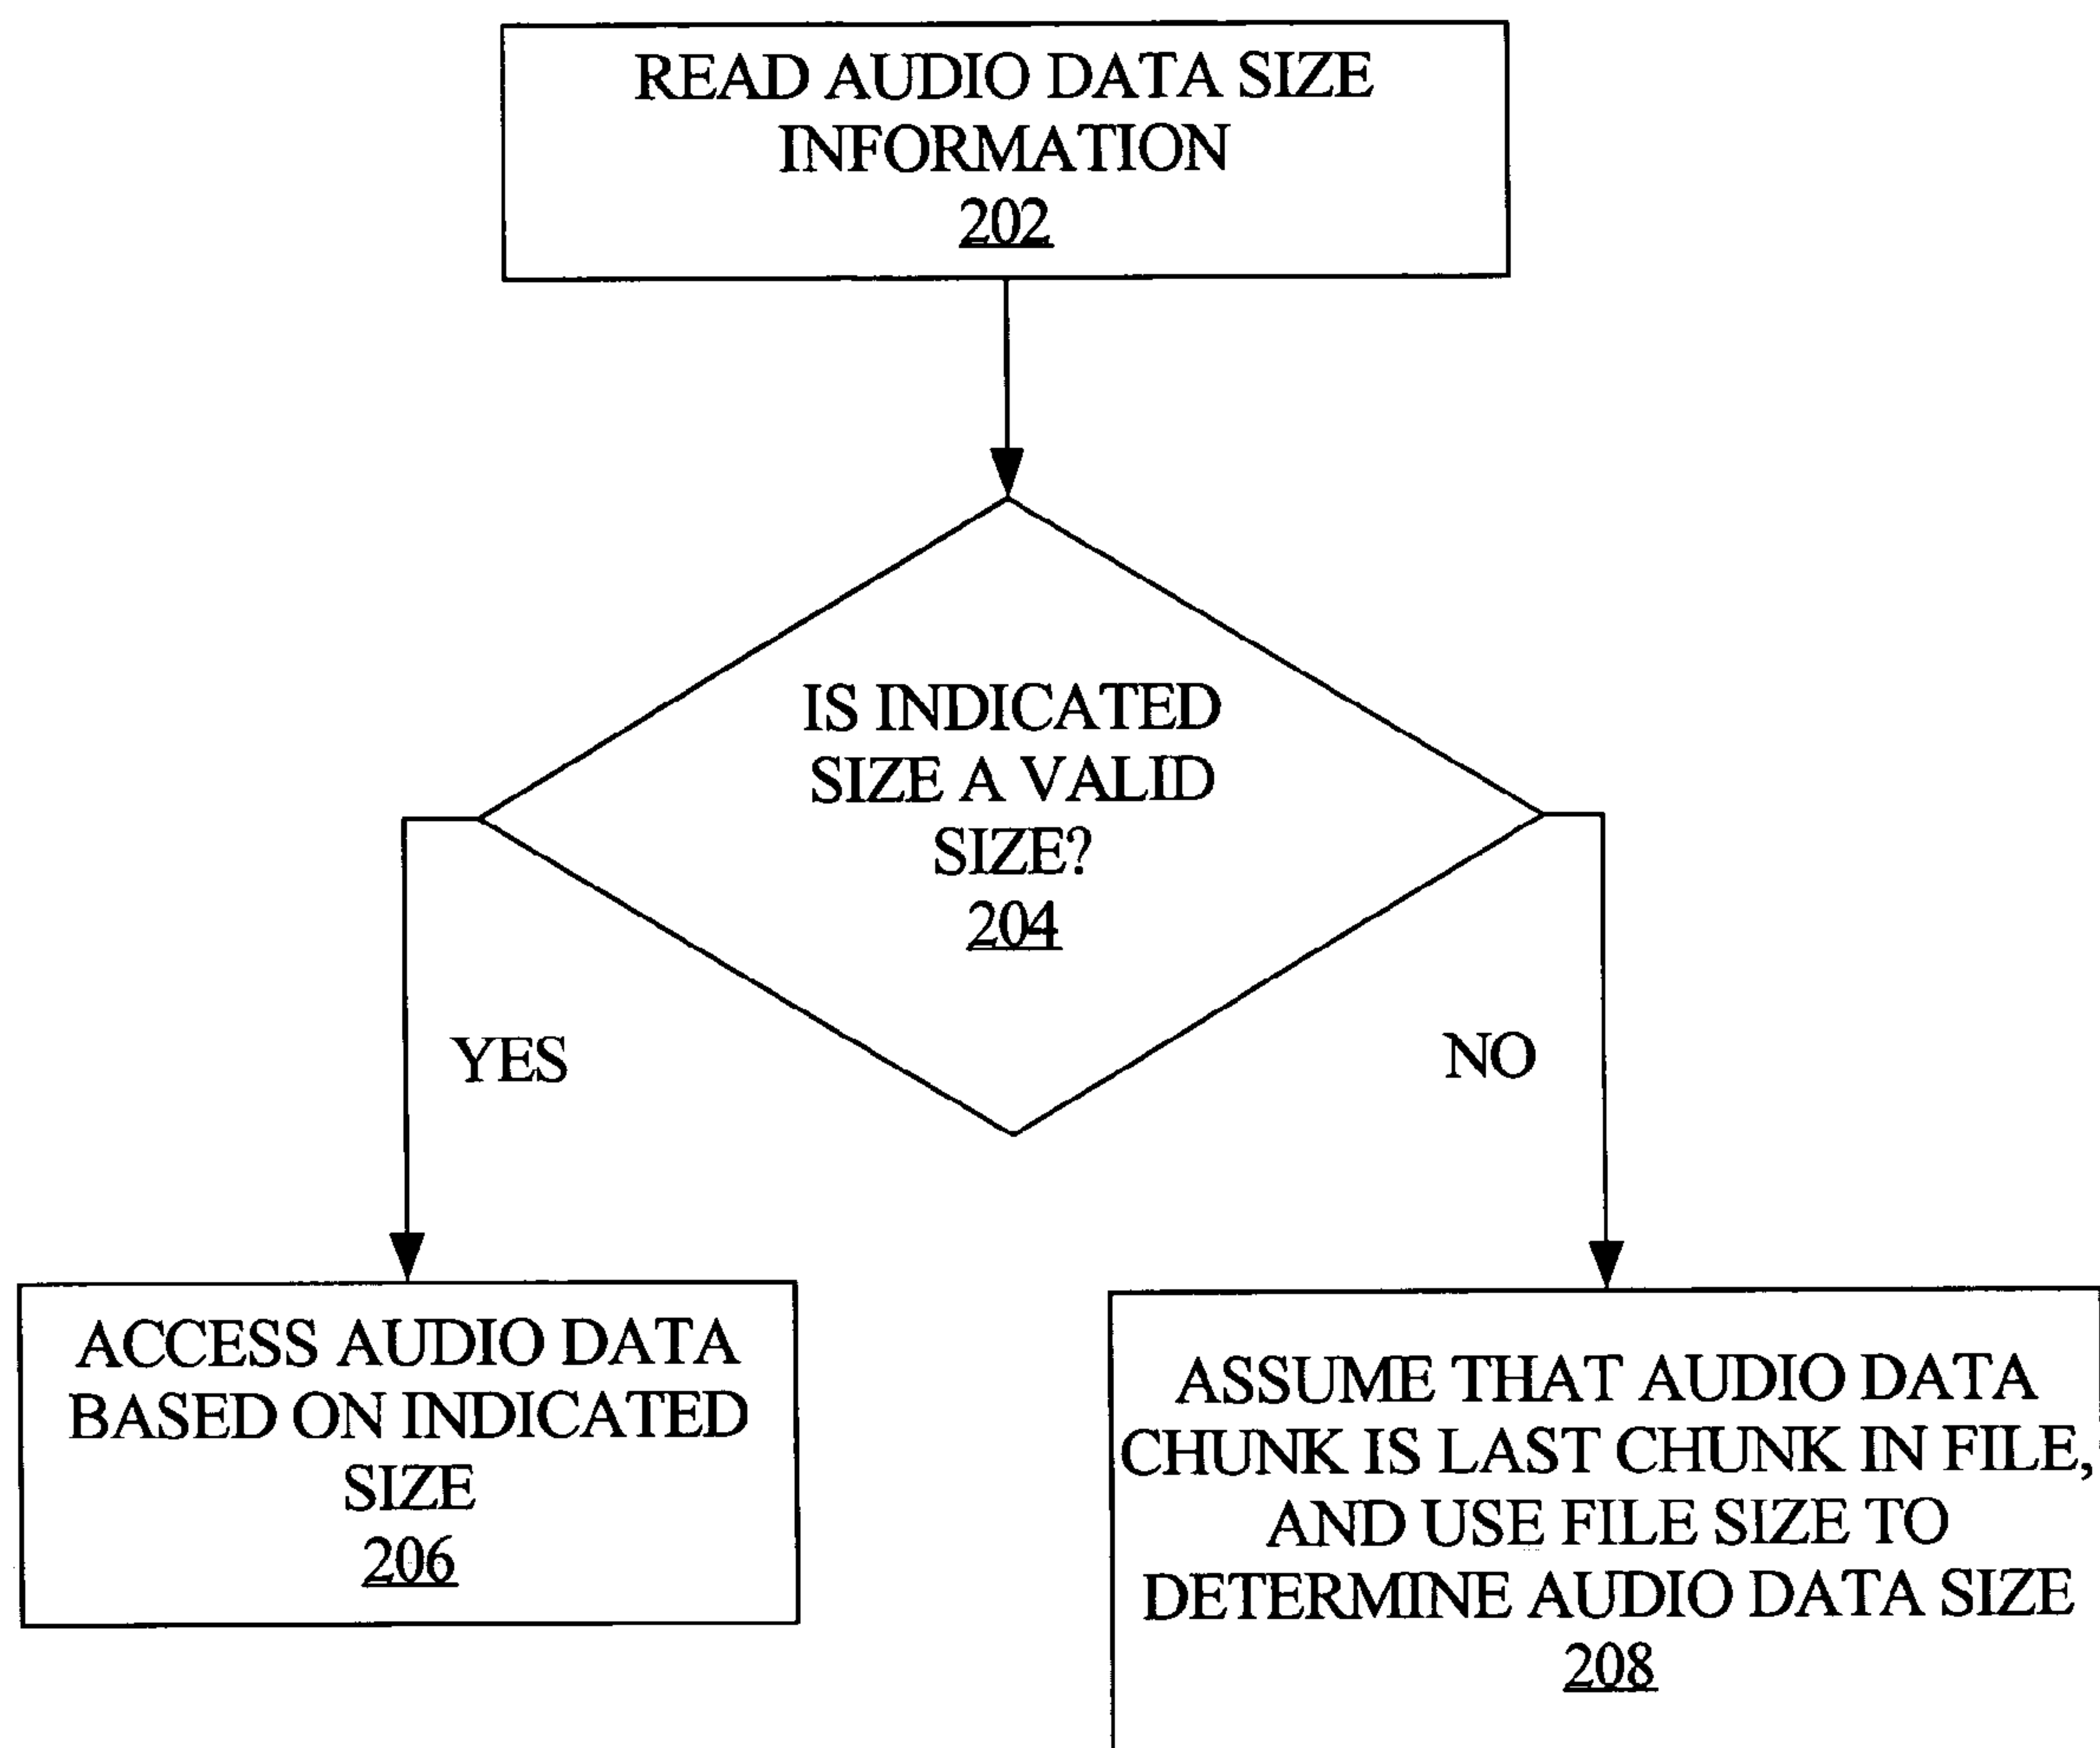 READ AUDIO DATA SIZE
INFORMATION
202
IS INDICATED
SIZE A VALID
SIZE?
204
YES
NO
ACCESS AUDIO DATA
BASED ON INDICATED
SIZE
206
ASSUME THAT AUDIO DATA
CHUNK IS LAST CHUNK IN FILE,
AND USE FILE SIZE TO
DETERMINE AUDIO DATA SIZE
208